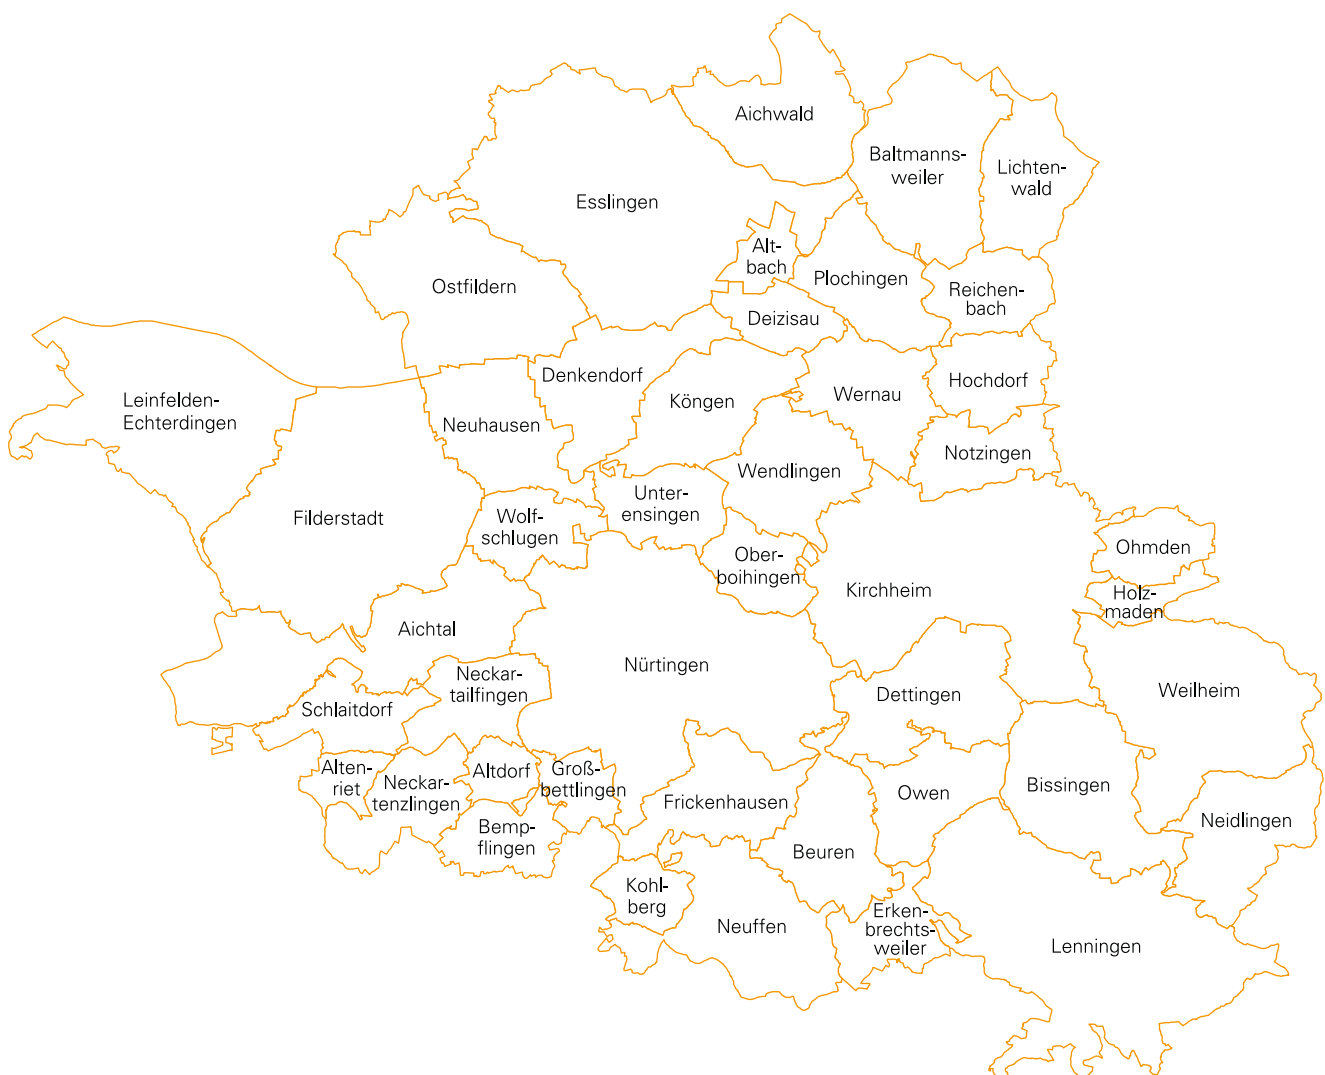 Aichwald
Baltmanns-
weiler
Lichten-
wald
Esslingen
Alt-
bach
Plochingen
Ostfildern
Reichen-
bach
Deizisau
Denkendorf
Hochdorf
Wernau
Leinfelden-
Echterdingen
Köngen
Neuhausen
Notzingen
Wendlingen
Unter-
ensingen
Filderstadt
Wolf-
schlugen
Ober-
boihingen
Ohmden
Kirchheim
Holz-
maden
Aichtal
Nürtingen
Neckar-
tailfingen
Dettingen
Weilheim
Schlaitdorf
Alten-
riet
Neckar-
tenzlingen
Altdorf
Groß-
bettlingen
Frickenhausen
Owen
Bissingen
Neidlingen
Bemp-
flingen
Beuren
Kohl-
berg
Neuffen
Erken-
brechts-
weiler
Lenningen